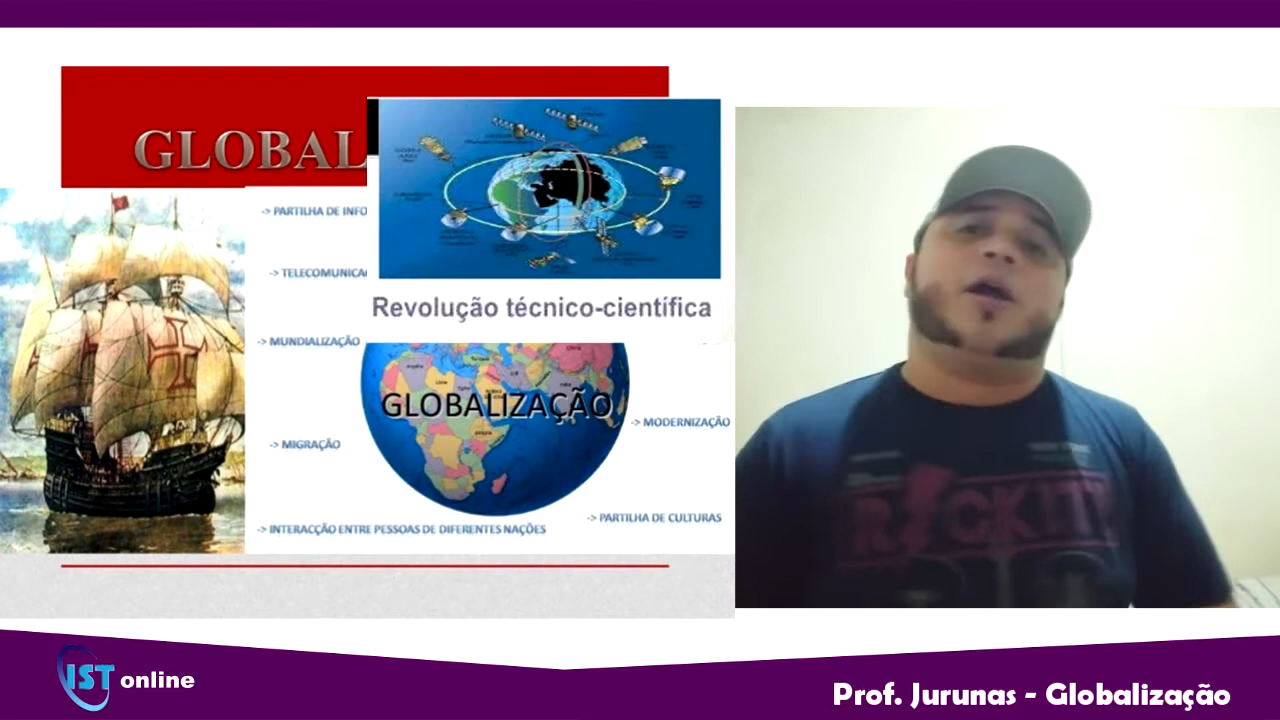 GLOBAL
-> PARTILHA DE INFO
-> TELECOMUNICA
Revolução técnico-científica
-> MUNDIALIZAÇÃO
GLOBALIZAÇÃO
-> MODERNIZAÇÃO
-> MIGRAÇÃO
-> PARTILHA DE CULTURAS
-> INTERACÇÃO ENTRE PESSOAS DE DIFERENTES NAÇÕES
R CKIT
IST online
Prof. Jurunas - Globalização